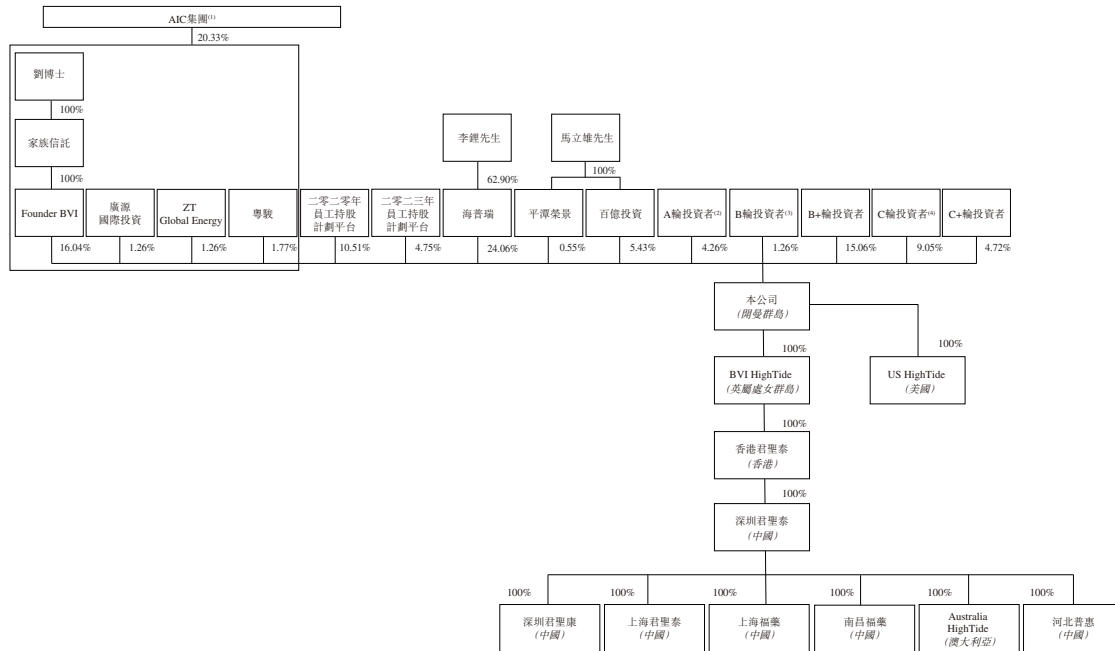 AIC集團⁽¹⁾
20.33%
劉博士
100%
家族信託
100%
李鋰先生
馬立雄先生
62.90%
100%
Founder BVI
廣源
國際投資
ZT
Global Energy
粵駿
二零二零年
員工持股
計劃平台
二零二三年
員工持股
計劃平台
海普瑞
平潭榮景
百億投資
A輪投資者⁽²⁾
B輪投資者⁽³⁾
B+輪投資者
C輪投資者⁽⁴⁾
C+輪投資者
16.04%
1.26%
1.26%
1.77%
10.51%
4.75%
24.06%
0.55%
5.43%
4.26%
1.26%
15.06%
9.05%
4.72%
本公司
(開曼群島)
100%
100%
BVI HighTide
(英屬處女群島)
US HighTide
(美國)
100%
香港君聖泰
(香港)
100%
深圳君聖泰
(中國)
100%
100%
100%
100%
100%
100%
深圳君聖康
(中國)
上海君聖泰
(中國)
上海福藥
(中國)
南昌福藥
(中國)
Australia
HighTide
(澳大利亞)
河北普惠
(中國)